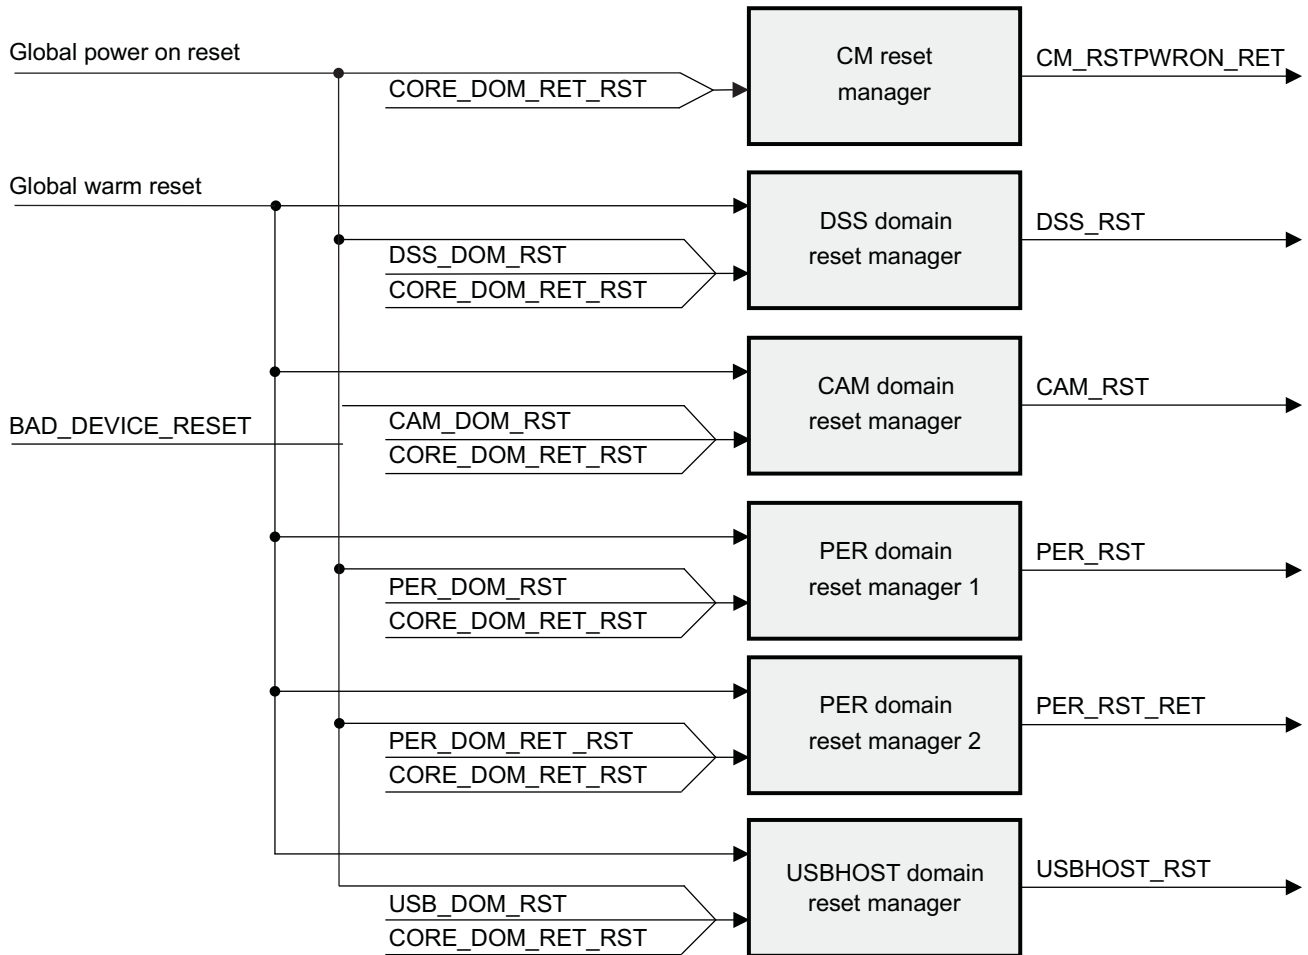 Global power on reset
CORE_DOM_RET_RST
CM reset
manager
CM_RSTPWRON_RET
Global warm reset
DSS_DOM_RST
CORE_DOM_RET_RST
DSS domain
reset manager
DSS_RST
BAD_DEVICE_RESET
CAM_DOM_RST
CORE_DOM_RET_RST
CAM domain
reset manager
CAM_RST
PER_DOM_RST
CORE_DOM_RET_RST
PER domain
reset manager 1
PER_RST
PER_DOM_RET _RST
CORE_DOM_RET_RST
PER domain
reset manager 2
PER_RST_RET
USB_DOM_RST
CORE_DOM_RET_RST
USBHOST domain
reset manager
USBHOST_RST